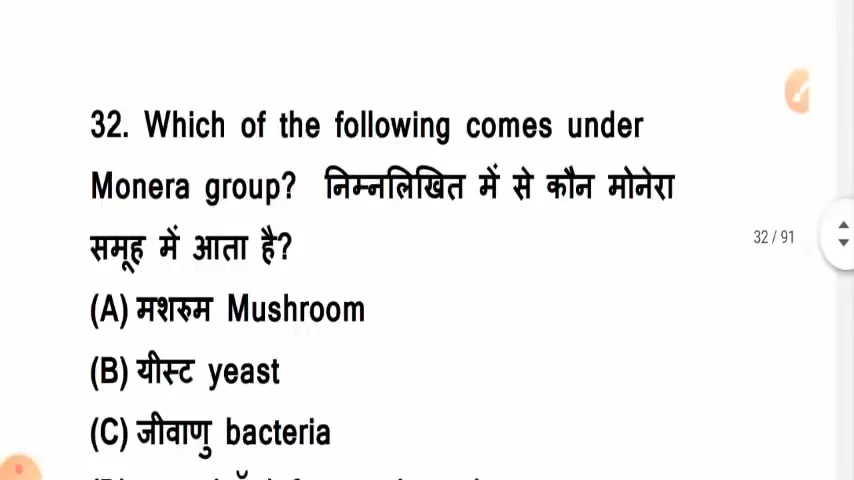 32. Which of the following comes under
Monera group? निम्नलिखित में से कौन मोनेरा
समूह में आता है?
32 / 91
(A) मशरुम Mushroom
(B) यीस्ट yeast
(C) जीवाणु bacteria